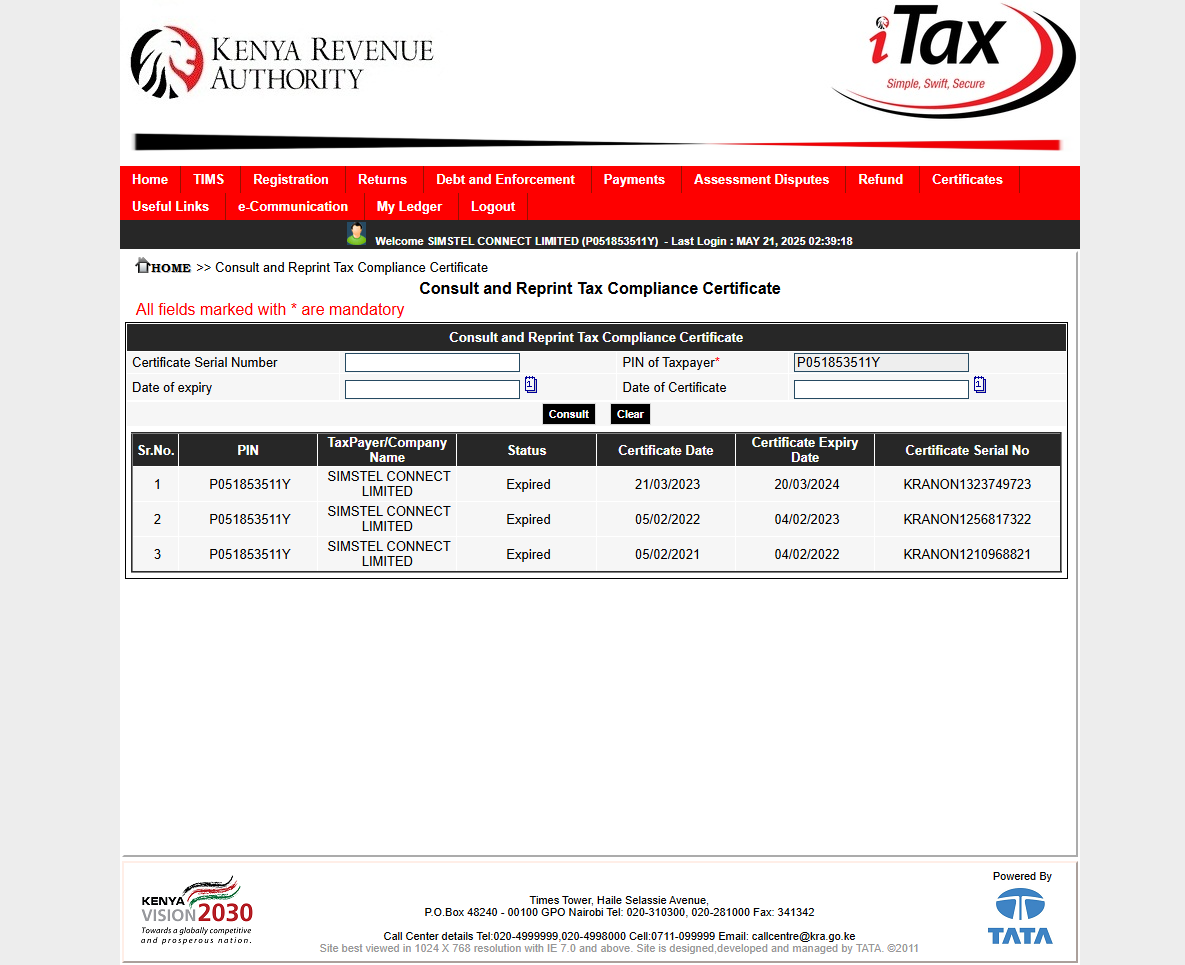 KENYA REVENUE
AUTHORITY
iTax
Simple, Swift, Secure
Home TIMS Registration Returns Debt and Enforcement Payments Assessment Disputes Refund Certificates
Useful Links e-Communication My Ledger Logout
Welcome SIMSTEL CONNECT LIMITED (P051853511Y) - Last Login : MAY 21, 2025 02:39:18
HOME >> Consult and Reprint Tax Compliance Certificate
Consult and Reprint Tax Compliance Certificate
All fields marked with * are mandatory
Consult and Reprint Tax Compliance Certificate
Certificate Serial Number PIN of Taxpayer* P051853511Y
Date of expiry 1 Date of Certificate 1
Consult Clear
Sr.No. PIN TaxPayer/Company Name Status Certificate Date Certificate Expiry Date Certificate Serial No
1 P051853511Y SIMSTEL CONNECT LIMITED Expired 21/03/2023 20/03/2024 KRANON1323749723
2 P051853511Y SIMSTEL CONNECT LIMITED Expired 05/02/2022 04/02/2023 KRANON1256817322
3 P051853511Y SIMSTEL CONNECT LIMITED Expired 05/02/2021 04/02/2022 KRANON1210968821
KENYA
VISION 2030
Towards a globally competitive
and prosperous nation.
Times Tower, Haile Selassie Avenue,
P.O.Box 48240 - 00100 GPO Nairobi Tel: 020-310300, 020-281000 Fax: 341342
Call Center details Tel:020-4999999,020-4998000 Cell:0711-099999 Email: callcentre@kra.go.ke
Site best viewed in 1024 X 768 resolution with IE 7.0 and above. Site is designed,developed and managed by TATA. ©2011
Powered By
TATA